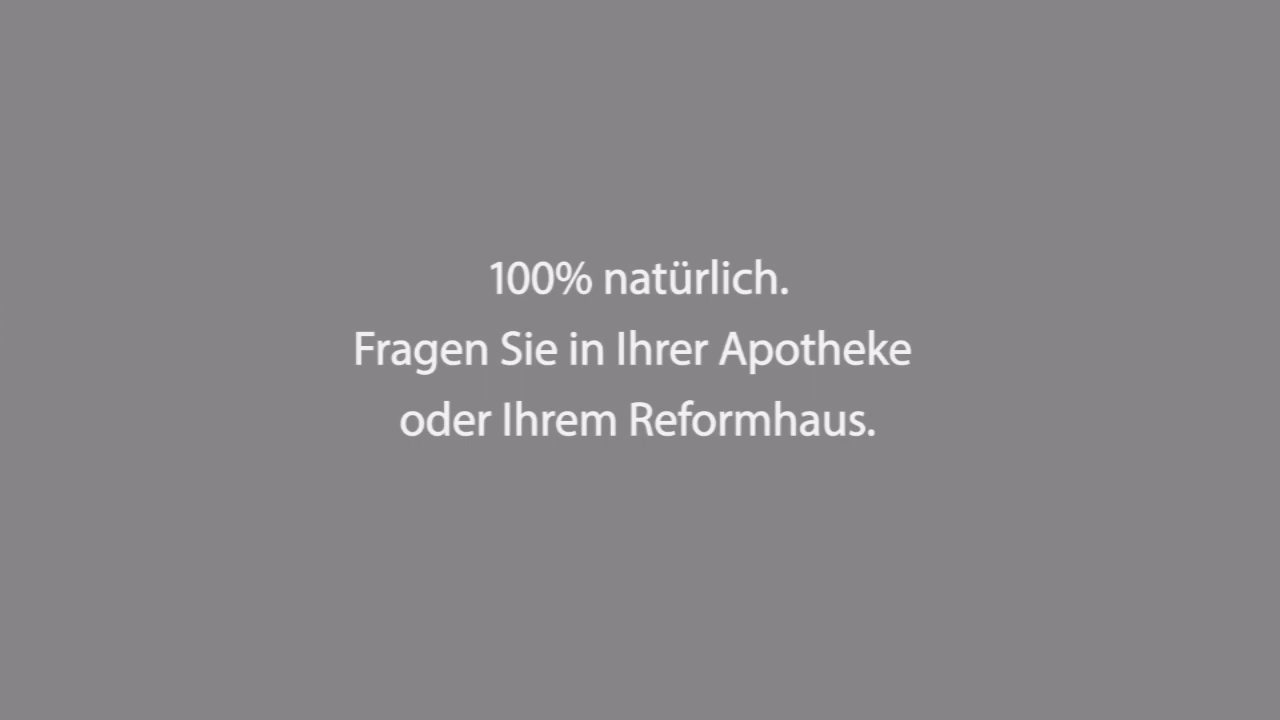 100% natürlich.
Fragen Sie in Ihrer Apotheke
oder Ihrem Reformhaus.